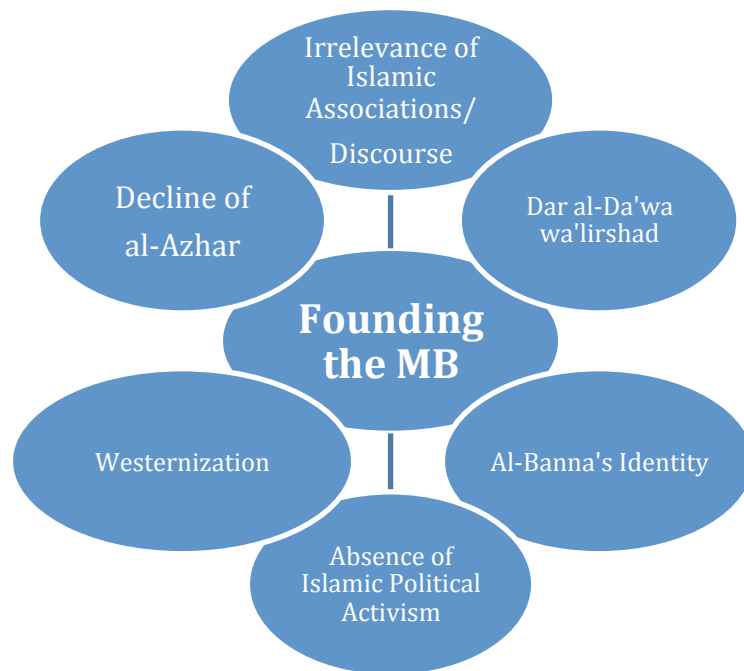 Irrelevance of
Islamic
Associations/
Discourse
Decline of
al-Azhar
Dar al-Da'wa
wa'lirshad
Founding
the MB
Westernization
Al-Banna's Identity
Absence of
Islamic Political
Activism